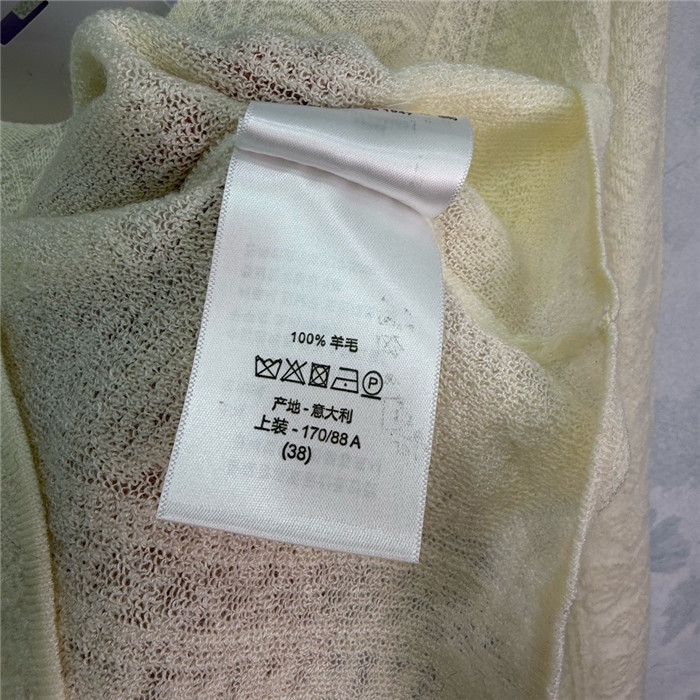 100% 羊毛
P
产地 - 意大利
上装 - 170/88 A
(38)